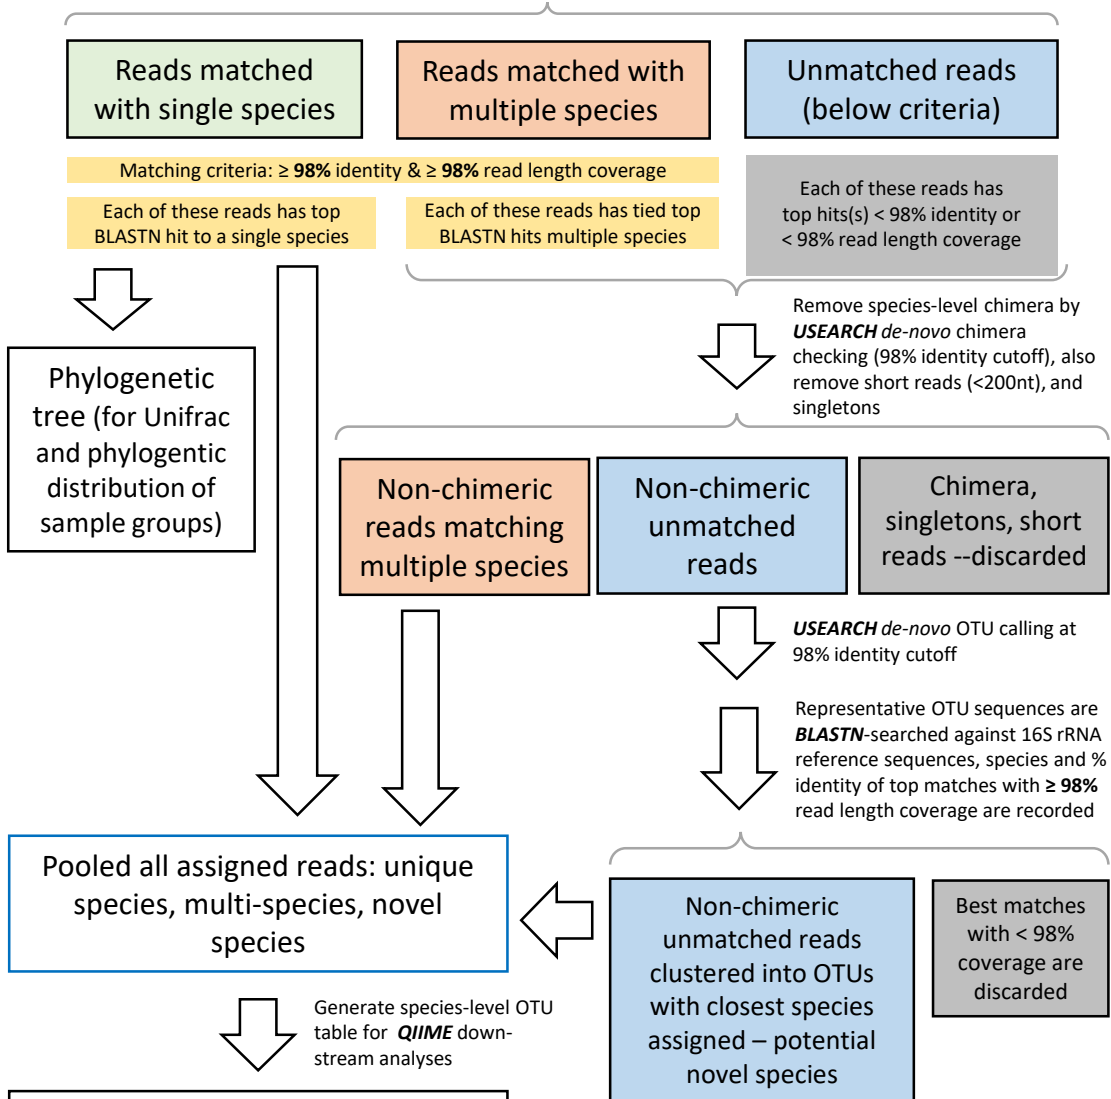 Reads matched
with single species
Reads matched with
multiple species
Unmatched reads
(below criteria)
Matching criteria: ≥ 98% identity & ≥ 98% read length coverage
Each of these reads has top
BLASTN hit to a single species
Each of these reads has tied top
BLASTN hits multiple species
Each of these reads has
top hits(s) < 98% identity or
< 98% read length coverage
Remove species-level chimera by
USEARCH de-novo chimera
checking (98% identity cutoff), also
remove short reads (<200nt), and
singletons
Phylogenetic
tree (for Unifrac
and phylogentic
distribution of
sample groups)
Non-chimeric
reads matching
multiple species
Non-chimeric
unmatched
reads
Chimera,
singletons, short
reads --discarded
USEARCH de-novo OTU calling at
98% identity cutoff
Representative OTU sequences are
BLASTN-searched against 16S rRNA
reference sequences, species and %
identity of top matches with ≥ 98%
read length coverage are recorded
Pooled all assigned reads: unique
species, multi-species, novel
species
Non-chimeric
unmatched reads
clustered into OTUs
with closest species
assigned – potential
novel species
Best matches
with < 98%
coverage are
discarded
Generate species-level OTU
table for QIIME down-
stream analyses